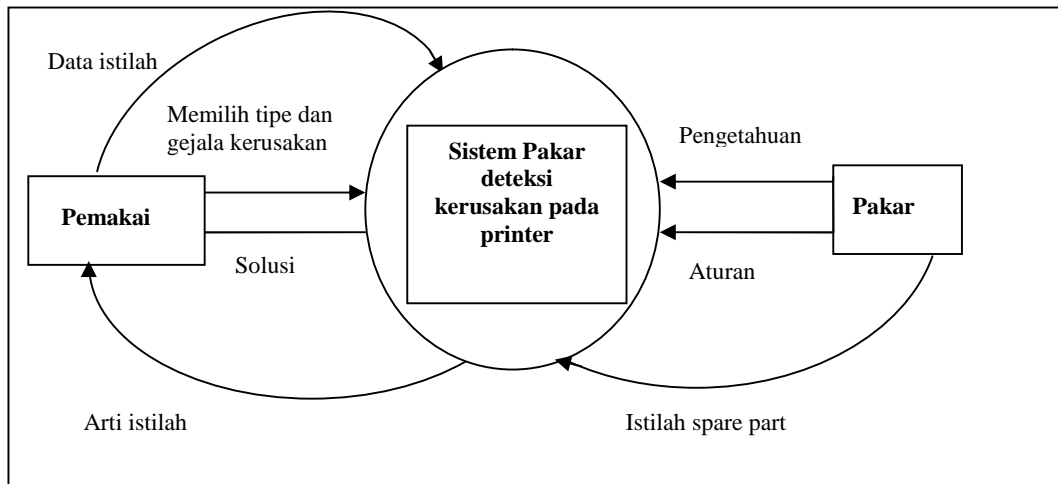 Data istilah
Memilih tipe dan
gejala kerusakan
Pemakai
Solusi
Arti istilah
Sistem Pakar
deteksi
kerusakan pada
printer
Pengetahuan
Pakar
Aturan
Istilah spare part